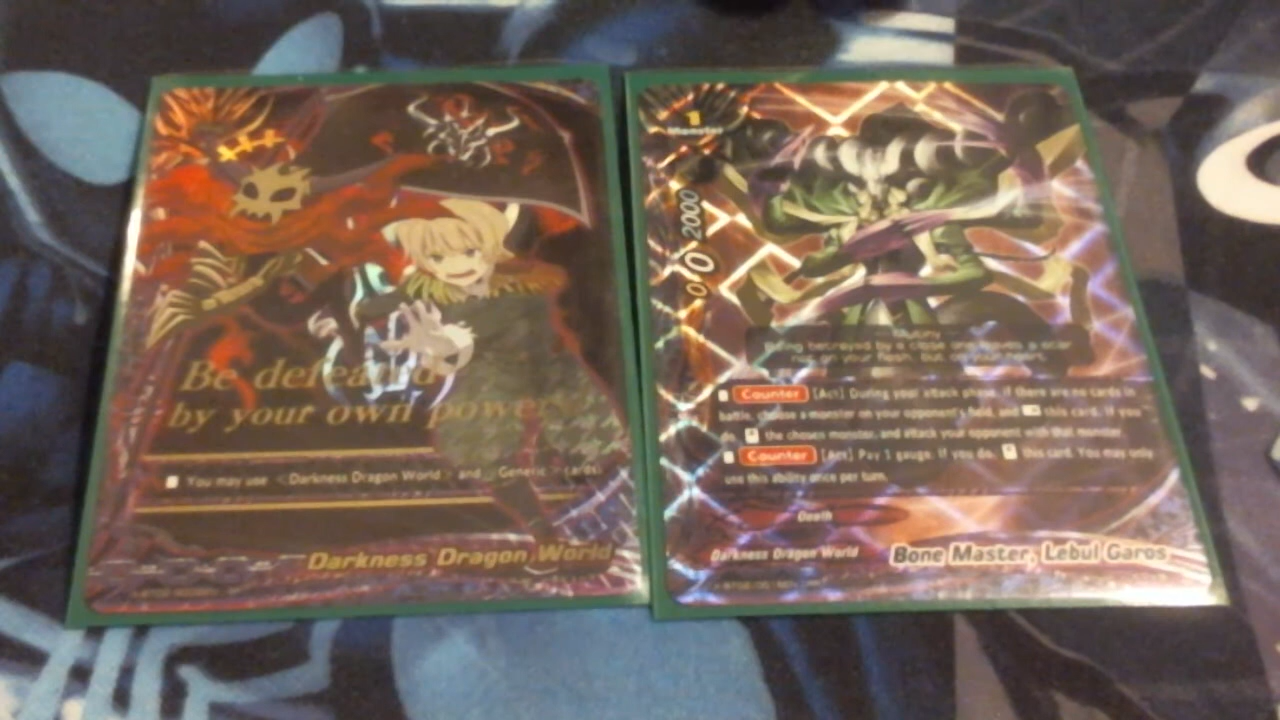 Be defeated
by your own power
You may use <Darkness Dragon World> and <Generic> cards.
Darkness Dragon World
1
Monster
2000
0
0
Mutiny
Being betrayed by a close one leaves a scar
not on your flesh, but on your heart.
Counter [Act] During your attack phase, if there are no cards in
battle, choose a monster on your opponent's field, and this card. If you
do, the chosen monster, and attack your opponent with that monster.
Counter [Act] Pay 1 gauge. If you do, this card. You may only
use this ability once per turn.
Death
Darkness Dragon World
Bone Master, Lebul Garos